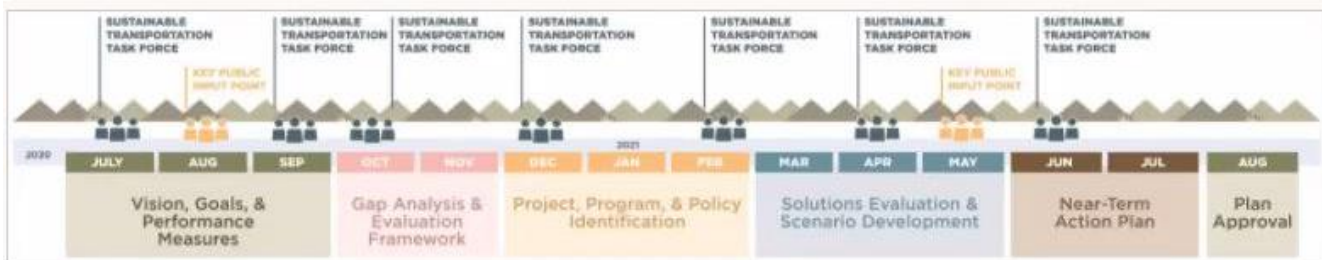 SUSTAINABLE TRANSPORTATION TASK FORCE
SUSTAINABLE TRANSPORTATION TASK FORCE
SUSTAINABLE TRANSPORTATION TASK FORCE
SUSTAINABLE TRANSPORTATION TASK FORCE
SUSTAINABLE TRANSPORTATION TASK FORCE
SUSTAINABLE TRANSPORTATION TASK FORCE
SUSTAINABLE TRANSPORTATION TASK FORCE
KEY PUBLIC INPUT POINT
KEY PUBLIC INPUT POINT
2020
2021
JULY
AUG
SEP
OCT
NOV
DEC
JAN
FEB
MAR
APR
MAY
JUN
JUL
AUG
Vision, Goals, &
Performance
Measures
Gap Analysis &
Evaluation
Framework
Project, Program, & Policy
Identification
Solutions Evaluation &
Scenario Development
Near-Term
Action Plan
Plan
Approval